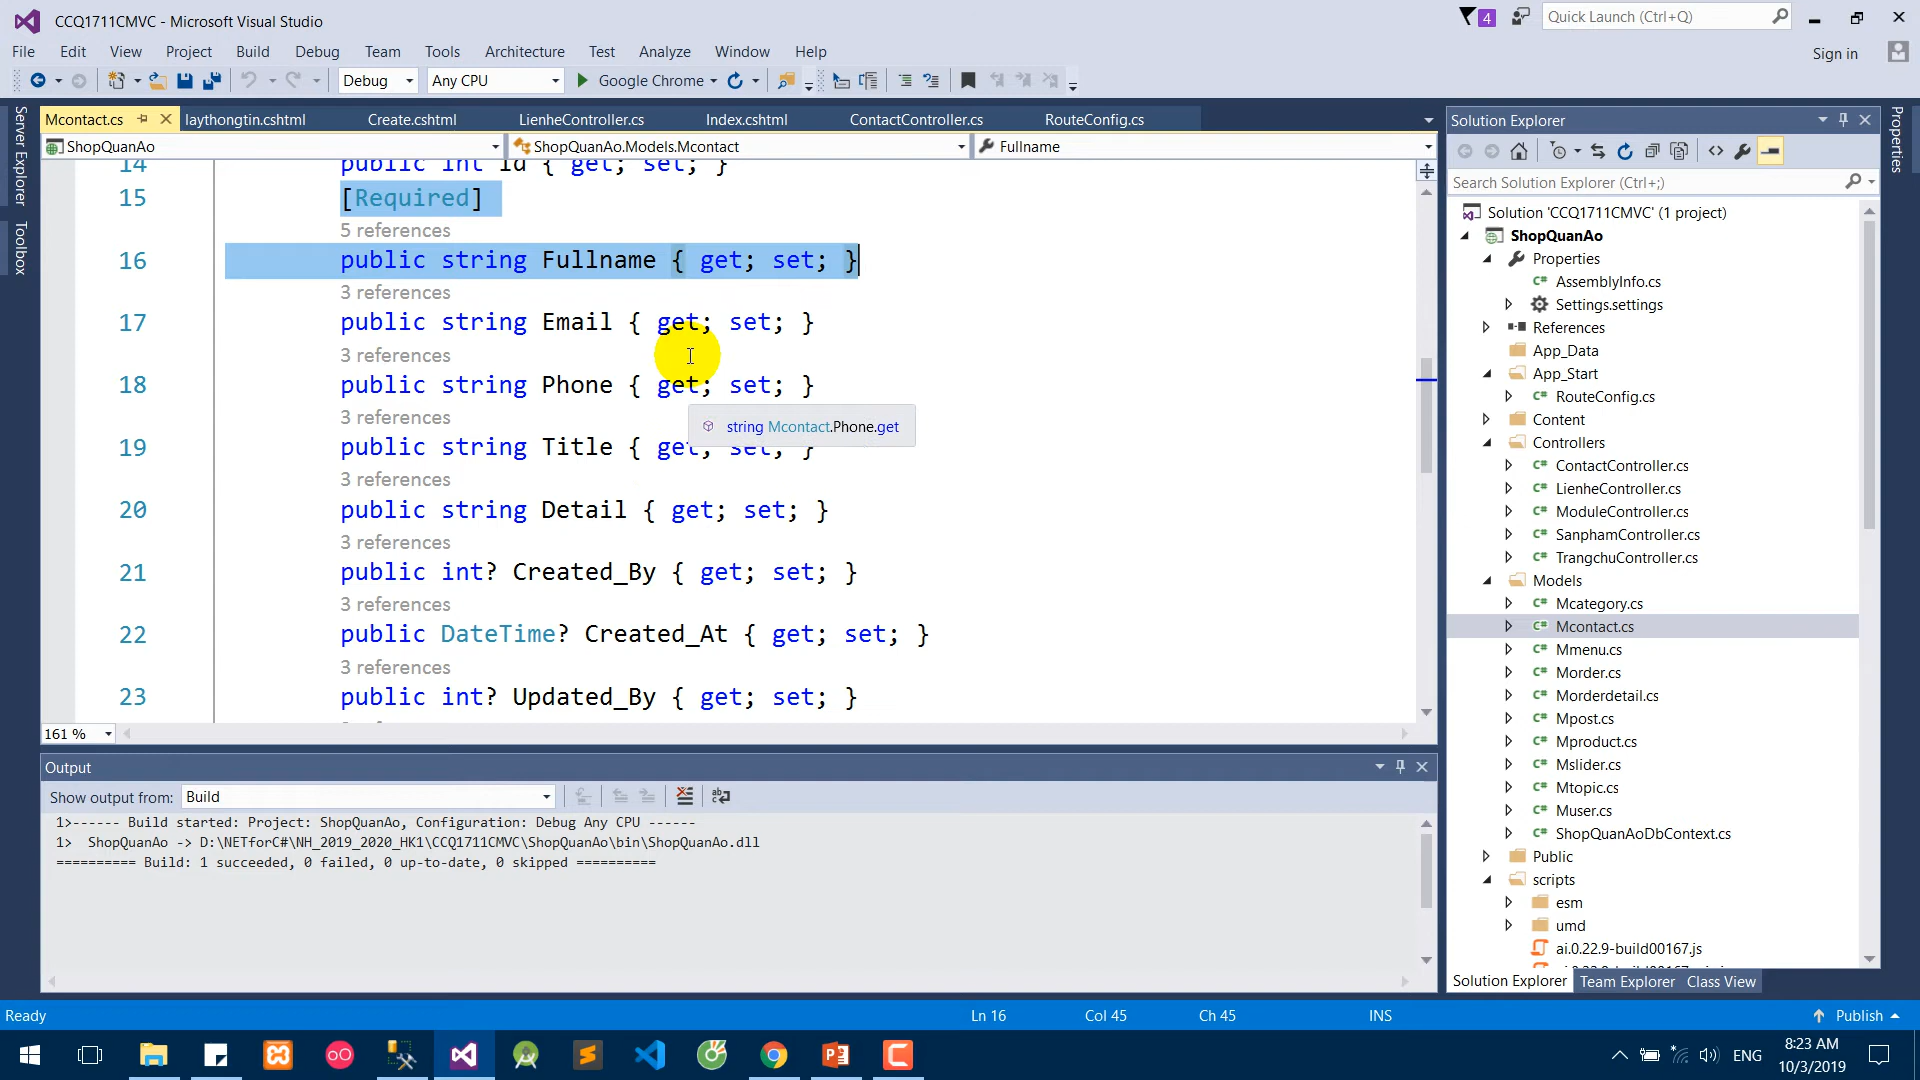 CCQ1711CMVC - Microsoft Visual Studio
4
Quick Launch (Ctrl+Q)
File Edit View Project Build Debug Team Tools Architecture Test Analyze Window Help
Sign in
Debug Any CPU Google Chrome
Server Explorer
Toolbox
Mcontact.cs laythongtin.cshtml Create.cshtml LienheController.cs Index.cshtml ContactController.cs RouteConfig.cs
ShopQuanAo ShopQuanAo.Models.Mcontact Fullname
14 public int Id { get; set; }
15 [Required]
5 references
16 public string Fullname { get; set; }
3 references
17 public string Email { get; set; }
3 references
18 public string Phone { get; set; }
3 references
string Mcontact.Phone.get
19 public string Title { get; set; }
3 references
20 public string Detail { get; set; }
3 references
21 public int? Created_By { get; set; }
3 references
22 public DateTime? Created_At { get; set; }
3 references
23 public int? Updated_By { get; set; }
161 %
Output
Show output from: Build
1>------ Build started: Project: ShopQuanAo, Configuration: Debug Any CPU ------
1>  ShopQuanAo -> D:\NETforC#\NH_2019_2020_HK1\CCQ1711CMVC\ShopQuanAo\bin\ShopQuanAo.dll
========== Build: 1 succeeded, 0 failed, 0 up-to-date, 0 skipped ==========
Solution Explorer
Search Solution Explorer (Ctrl+;)
Solution 'CCQ1711CMVC' (1 project)
ShopQuanAo
Properties
AssemblyInfo.cs
Settings.settings
References
App_Data
App_Start
RouteConfig.cs
Content
Controllers
ContactController.cs
LienheController.cs
ModuleController.cs
SanphamController.cs
TrangchuController.cs
Models
Mcategory.cs
Mcontact.cs
Mmenu.cs
Morder.cs
Morderdetail.cs
Mpost.cs
Mproduct.cs
Mslider.cs
Mtopic.cs
Muser.cs
ShopQuanAoDbContext.cs
Public
scripts
esm
umd
ai.0.22.9-build00167.js
Solution Explorer Team Explorer Class View
Properties
Ready Ln 16 Col 45 Ch 45 INS Publish
ENG
8:23 AM
10/3/2019